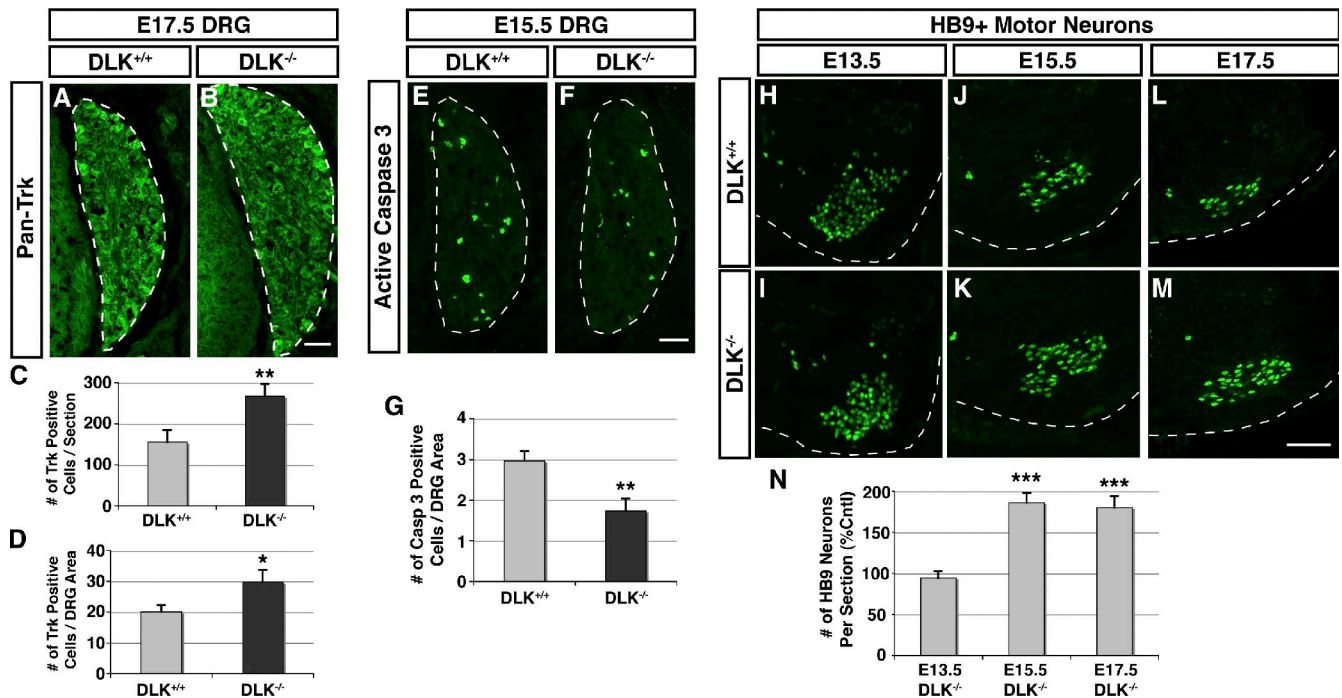 E17.5 DRG
DLK+/+ DLK-/-
Pan-Trk
A B
C
# of Trk Positive
Cells / Section
300
200
100
0
**
DLK+/+ DLK-/-
D
# of Trk Positive
Cells / DRG Area
40
30
20
10
0
*
DLK+/+ DLK-/-
E15.5 DRG
DLK+/+ DLK-/-
Active Caspase 3
E F
G
# of Casp 3 Positive
Cells / DRG Area
4
3
2
1
0
**
DLK+/+ DLK-/-
HB9+ Motor Neurons
E13.5 E15.5 E17.5
DLK+/+
H J L
DLK-/-
I K M
N
# of HB9 Neurons
Per Section (%Cntl)
200
150
100
50
0
*** ***
E13.5 E15.5 E17.5
DLK-/- DLK-/- DLK-/-